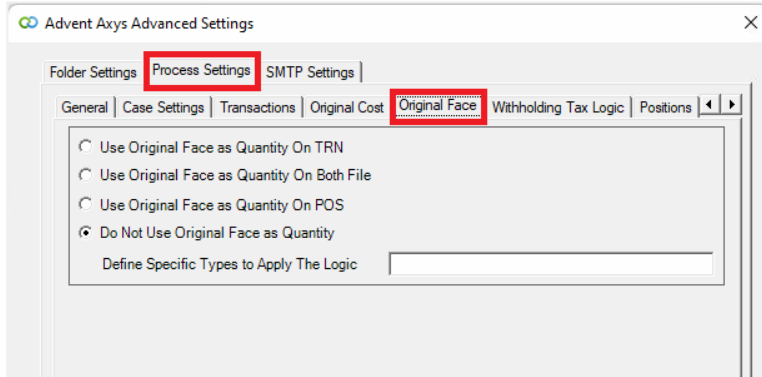 Advent Axys Advanced Settings
Folder Settings Process Settings SMTP Settings
General Case Settings Transactions Original Cost Original Face Withholding Tax Logic Positions
Use Original Face as Quantity On TRN
Use Original Face as Quantity On Both File
Use Original Face as Quantity On POS
Do Not Use Original Face as Quantity
Define Specific Types to Apply The Logic